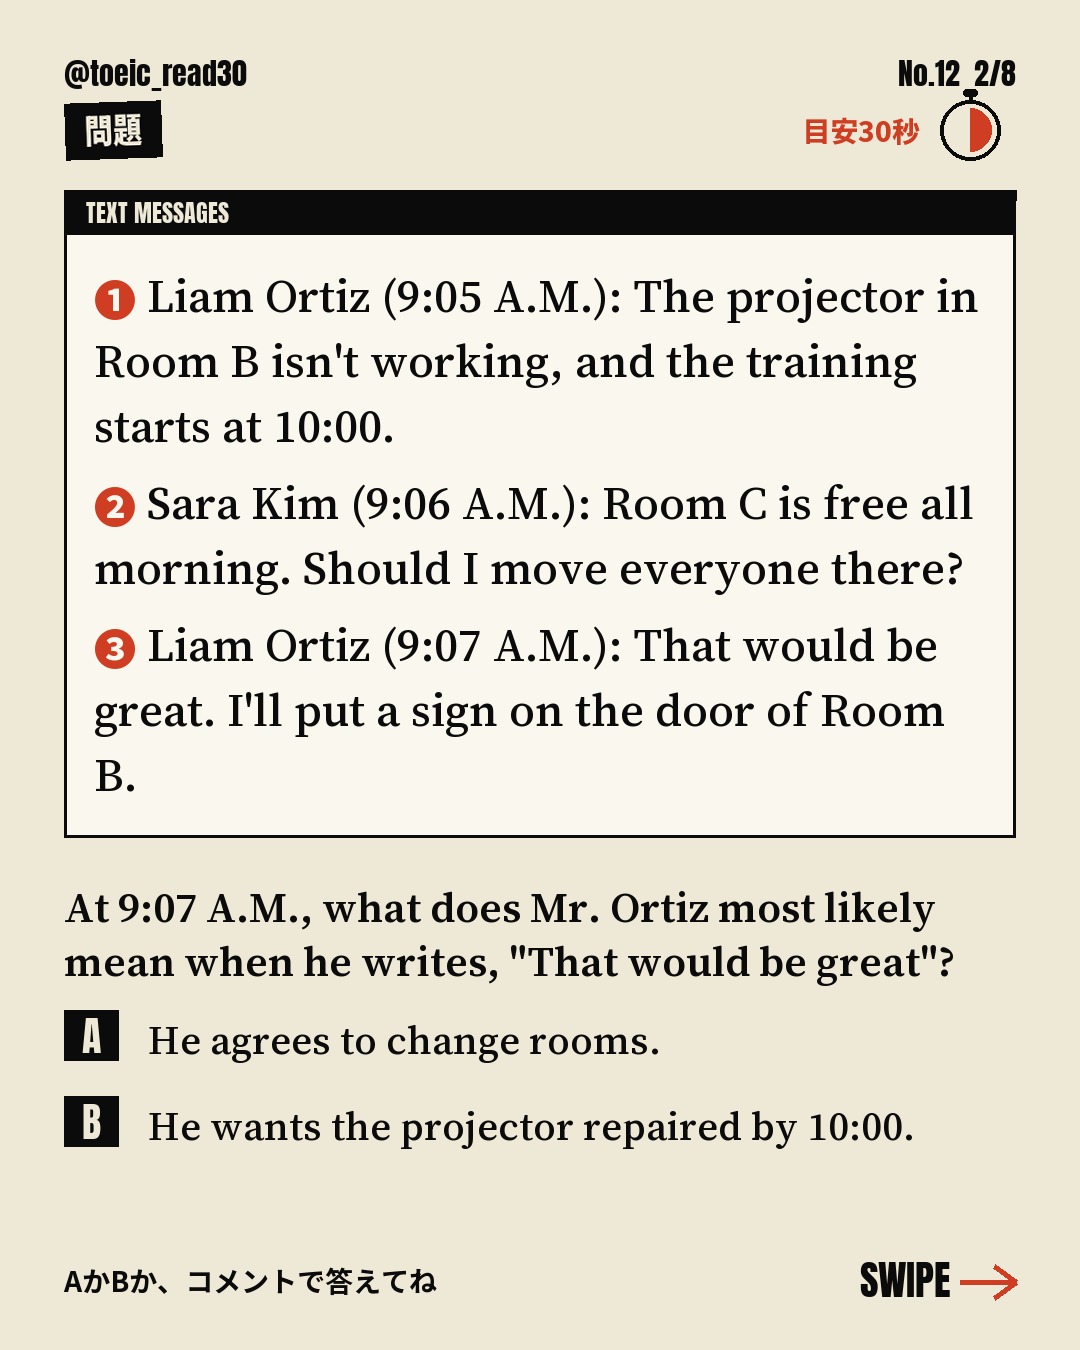 @toeic_read30
No.12 2/8
問題
目安30秒
TEXT MESSAGES
❶ Liam Ortiz (9:05 A.M.): The projector in
Room B isn't working, and the training
starts at 10:00.
❷ Sara Kim (9:06 A.M.): Room C is free all
morning. Should I move everyone there?
❸ Liam Ortiz (9:07 A.M.): That would be
great. I'll put a sign on the door of Room
B.
At 9:07 A.M., what does Mr. Ortiz most likely
mean when he writes, "That would be great"?
A He agrees to change rooms.
B He wants the projector repaired by 10:00.
AかBか、コメントで答えてね
SWIPE